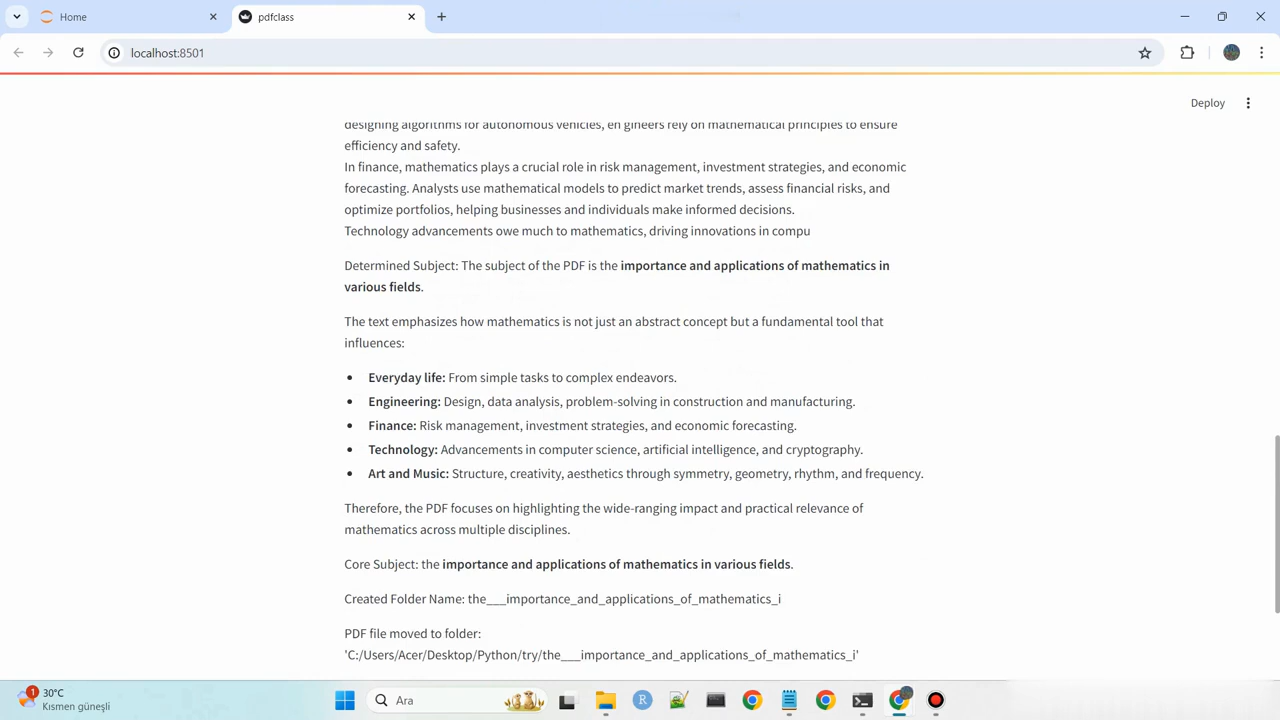 Home
pdfclass
localhost:8501
Deploy
designing algorithms for autonomous vehicles, en gineers rely on mathematical principles to ensure
efficiency and safety.
In finance, mathematics plays a crucial role in risk management, investment strategies, and economic
forecasting. Analysts use mathematical models to predict market trends, assess financial risks, and
optimize portfolios, helping businesses and individuals make informed decisions.
Technology advancements owe much to mathematics, driving innovations in compu
Determined Subject: The subject of the PDF is the importance and applications of mathematics in
various fields.
The text emphasizes how mathematics is not just an abstract concept but a fundamental tool that
influences:
• Everyday life: From simple tasks to complex endeavors.
• Engineering: Design, data analysis, problem-solving in construction and manufacturing.
• Finance: Risk management, investment strategies, and economic forecasting.
• Technology: Advancements in computer science, artificial intelligence, and cryptography.
• Art and Music: Structure, creativity, aesthetics through symmetry, geometry, rhythm, and frequency.
Therefore, the PDF focuses on highlighting the wide-ranging impact and practical relevance of
mathematics across multiple disciplines.
Core Subject: the importance and applications of mathematics in various fields.
Created Folder Name: the___importance_and_applications_of_mathematics_i
PDF file moved to folder:
'C:/Users/Acer/Desktop/Python/try/the___importance_and_applications_of_mathematics_i'
1
30°C
Kısmen güneşli
Ara
R